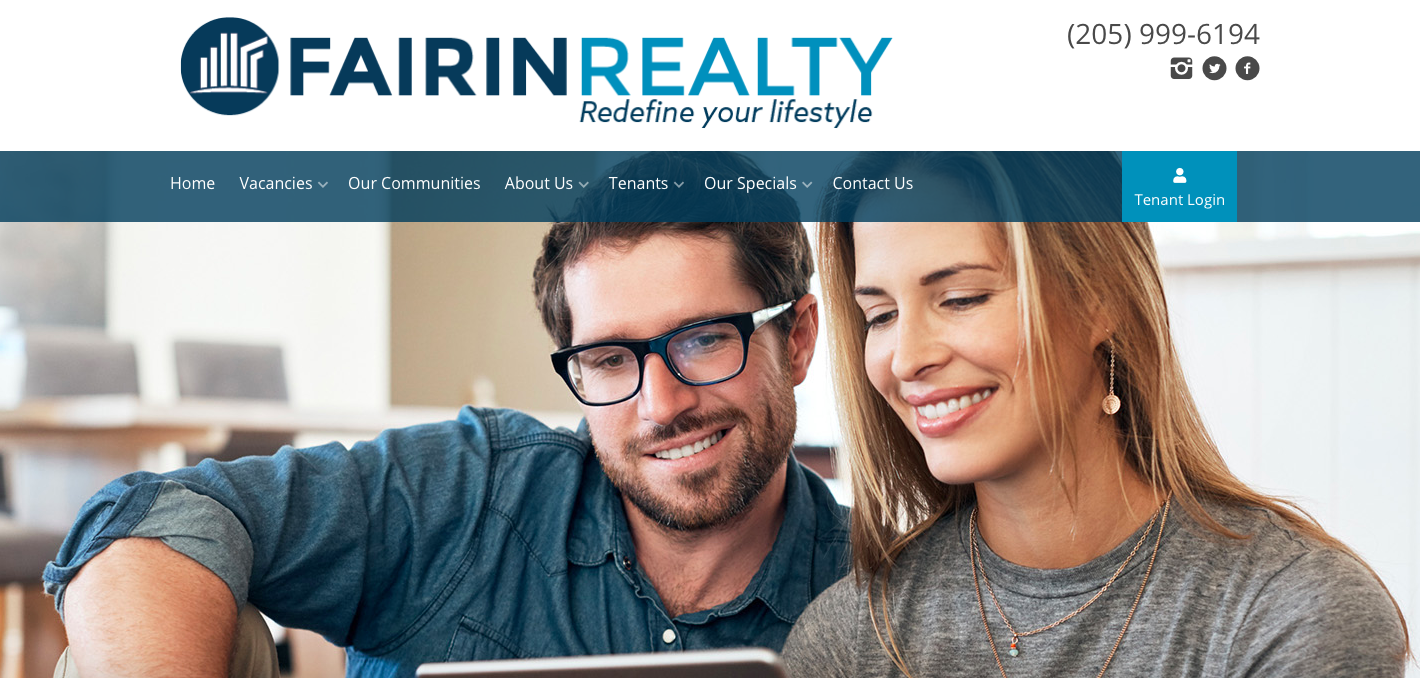 FAIRINREALTY
Redefine your lifestyle
(205) 999-6194
Home Vacancies Our Communities About Us Tenants Our Specials Contact Us
Tenant Login